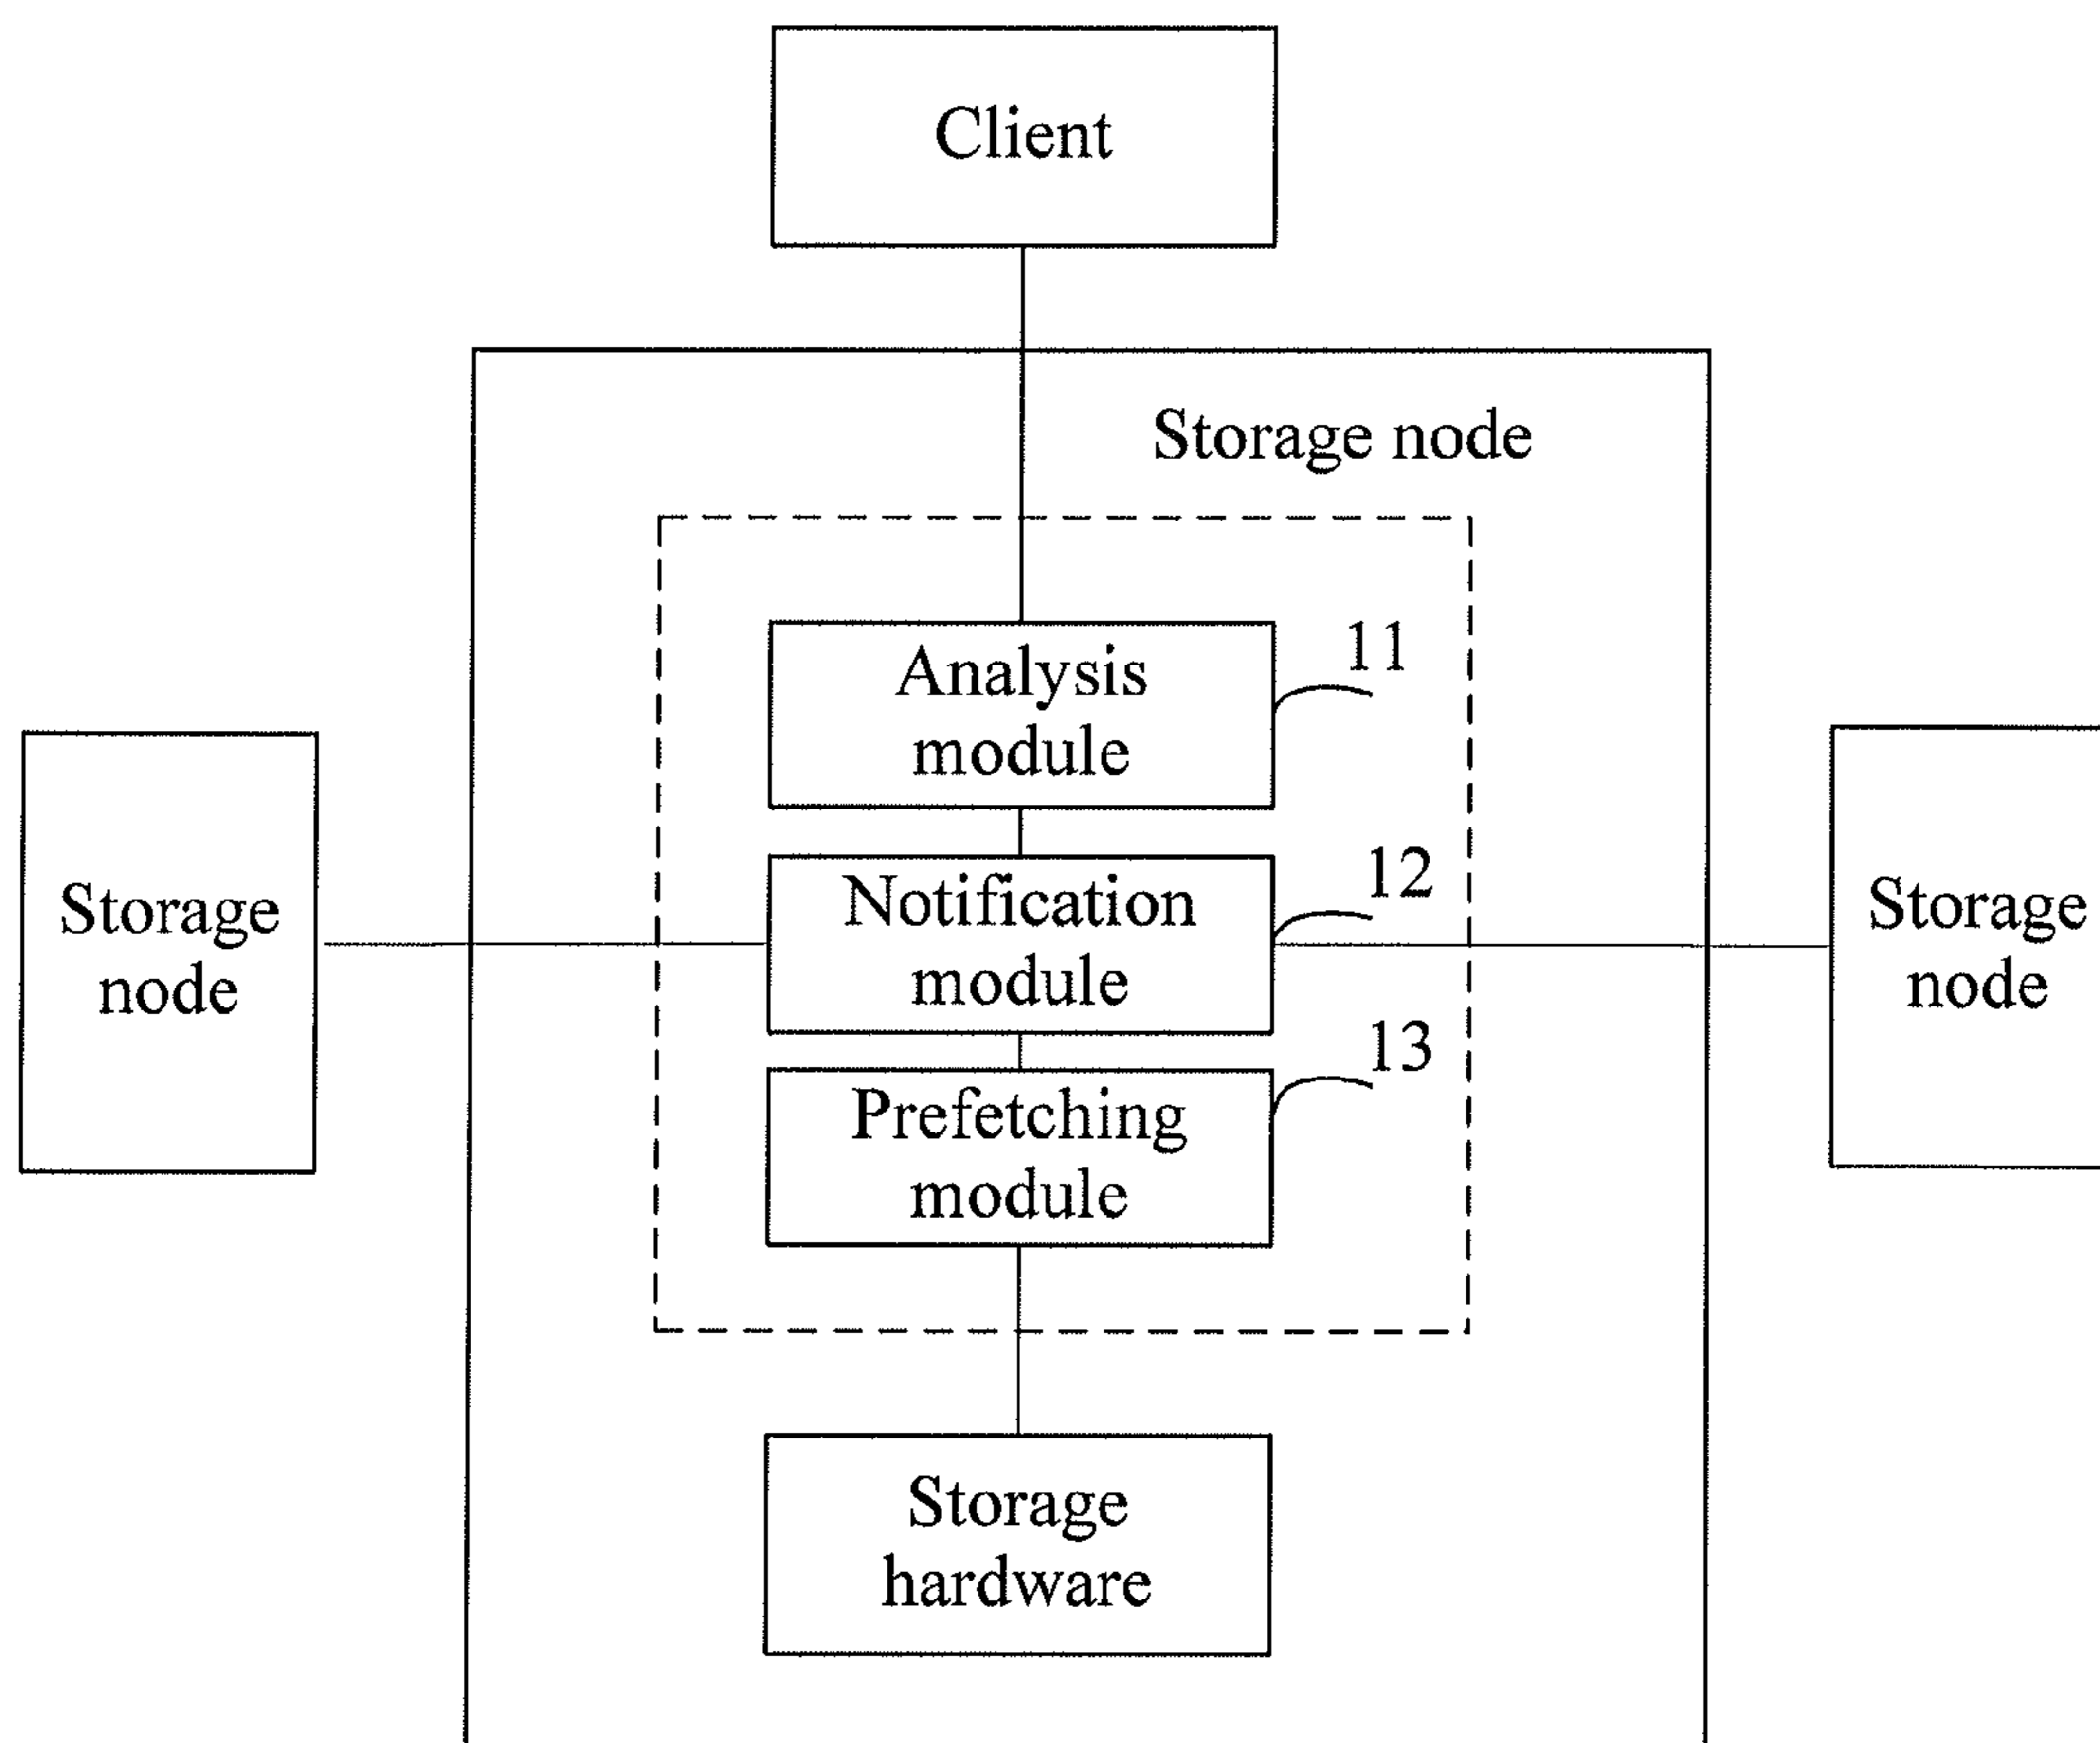 Client
Storage node
Analysis
module
11
Storage
node
Notification
module
12
Storage
node
Prefetching
module
13
Storage
hardware